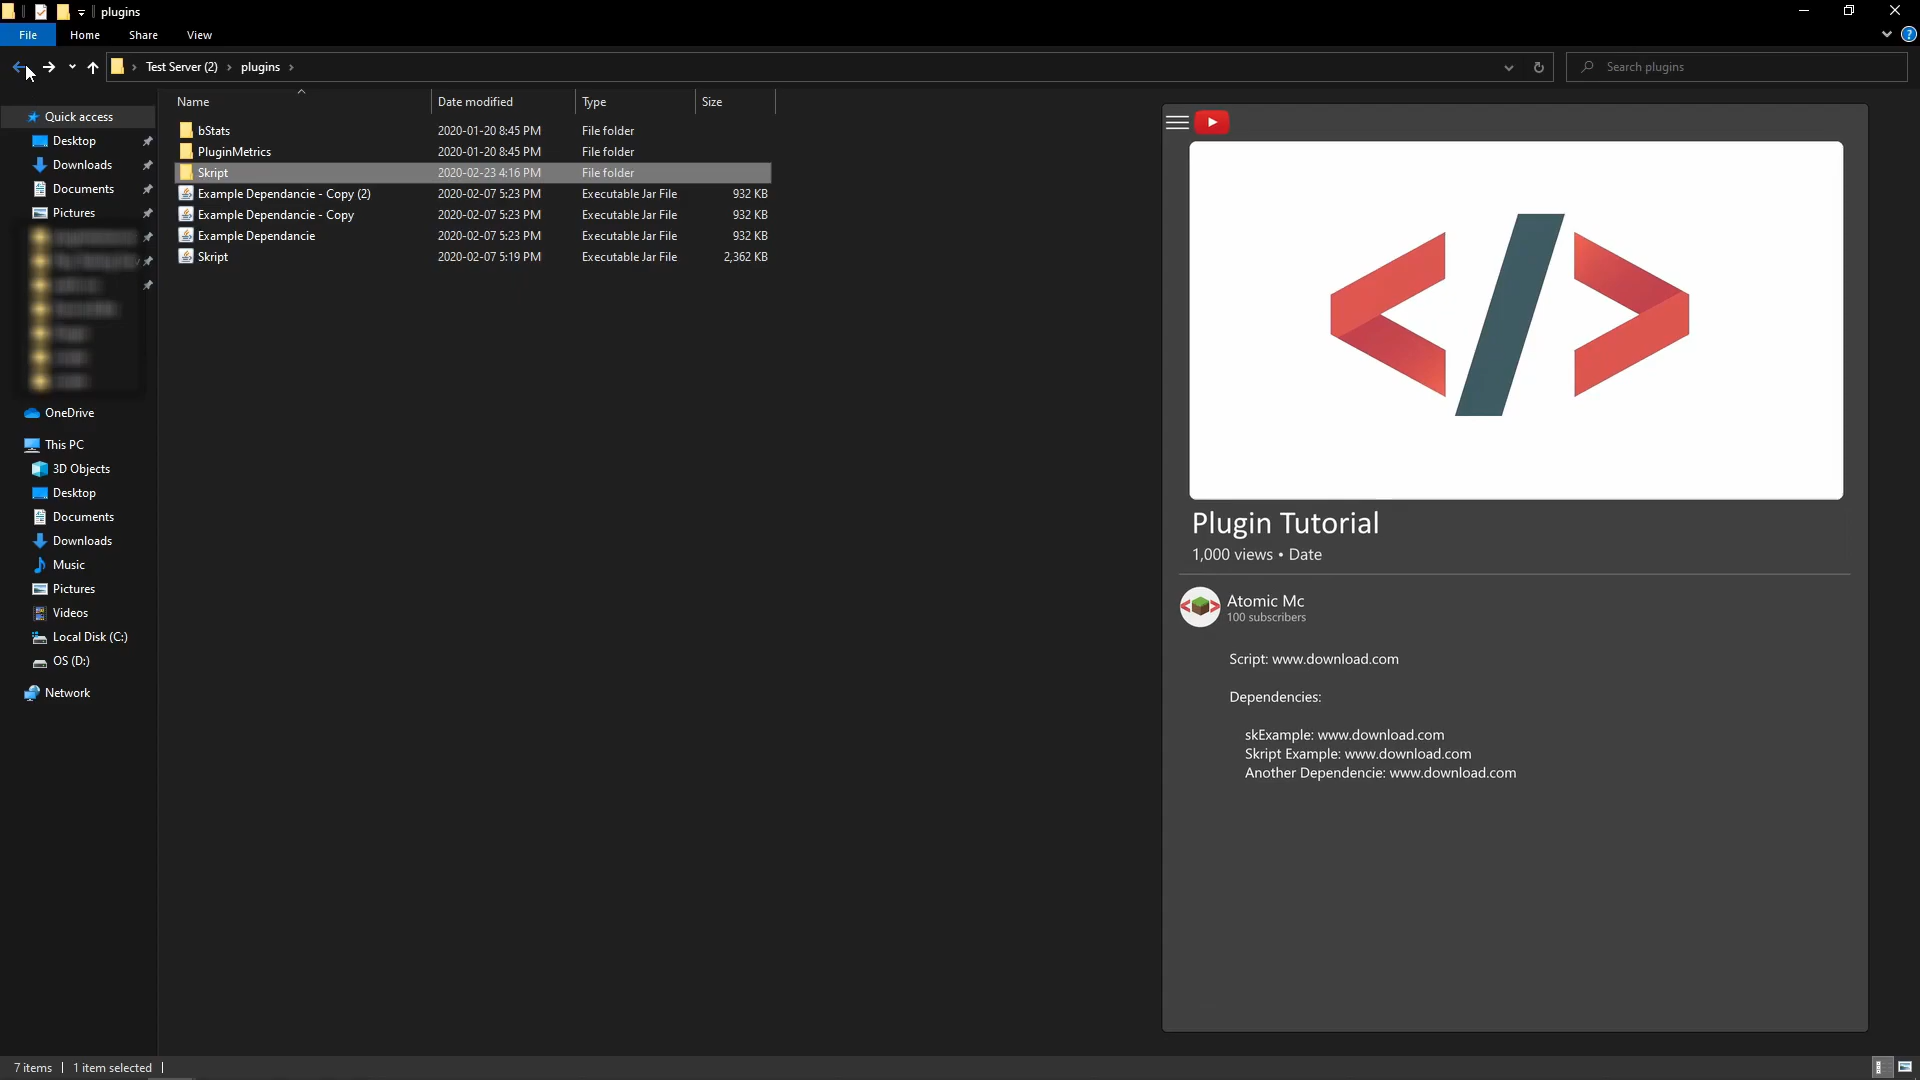 plugins
File Home Share View
Test Server (2) plugins
Search plugins
Name Date modified Type Size
bStats 2020-01-20 8:45 PM File folder
PluginMetrics 2020-01-20 8:45 PM File folder
Skript 2020-02-23 4:16 PM File folder
Example Dependancie - Copy (2) 2020-02-07 5:23 PM Executable Jar File 932 KB
Example Dependancie - Copy 2020-02-07 5:23 PM Executable Jar File 932 KB
Example Dependancie 2020-02-07 5:23 PM Executable Jar File 932 KB
Skript 2020-02-07 5:19 PM Executable Jar File 2,362 KB
Quick access
Desktop
Downloads
Documents
Pictures
OneDrive
This PC
3D Objects
Desktop
Documents
Downloads
Music
Pictures
Videos
Local Disk (C:)
OS (D:)
Network
Plugin Tutorial
1,000 views • Date
Atomic Mc
100 subscribers
Script: www.download.com
Dependencies:
skExample: www.download.com
Skript Example: www.download.com
Another Dependencie: www.download.com
7 items 1 item selected